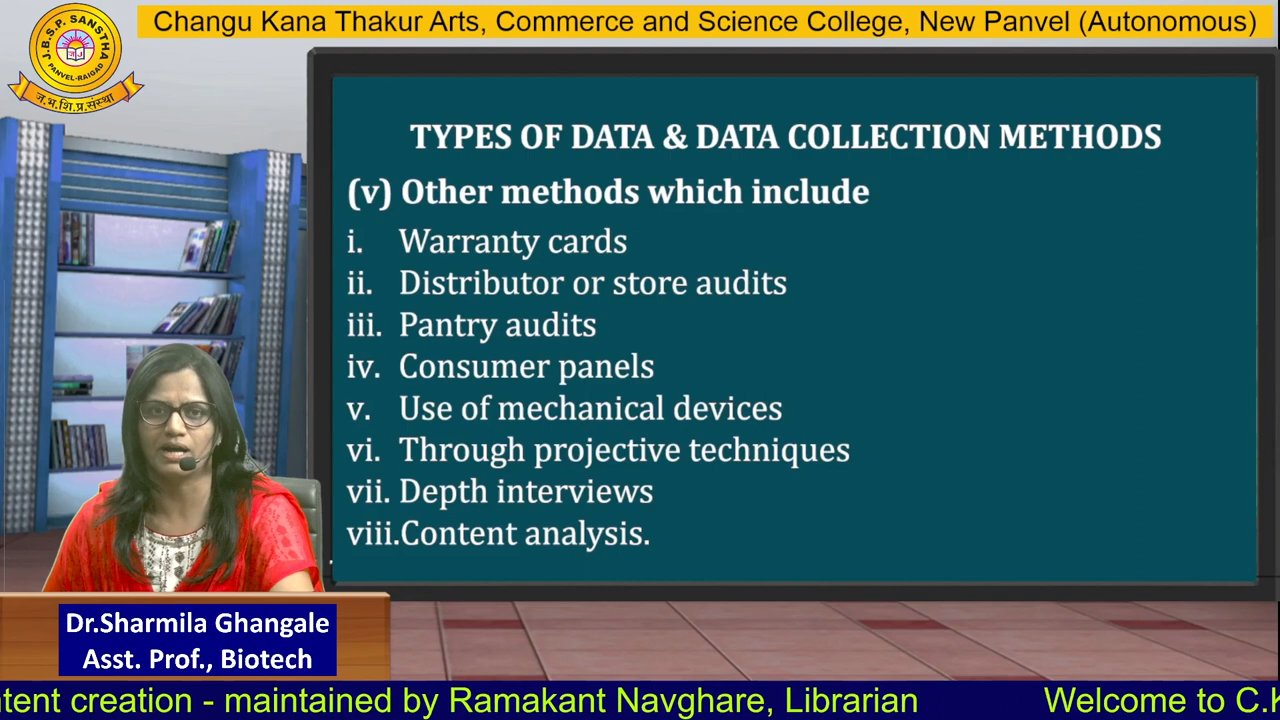 Changu Kana Thakur Arts, Commerce and Science College, New Panvel (Autonomous)
J.B.S.P. SANSTHA
PANVEL-RAIGAD
ज.भ.शि.प्र.संस्था
TYPES OF DATA & DATA COLLECTION METHODS
(v) Other methods which include
i. Warranty cards
ii. Distributor or store audits
iii. Pantry audits
iv. Consumer panels
v. Use of mechanical devices
vi. Through projective techniques
vii. Depth interviews
viii.Content analysis.
Dr.Sharmila Ghangale
Asst. Prof., Biotech
ntent creation - maintained by Ramakant Navghare, Librarian Welcome to C.K